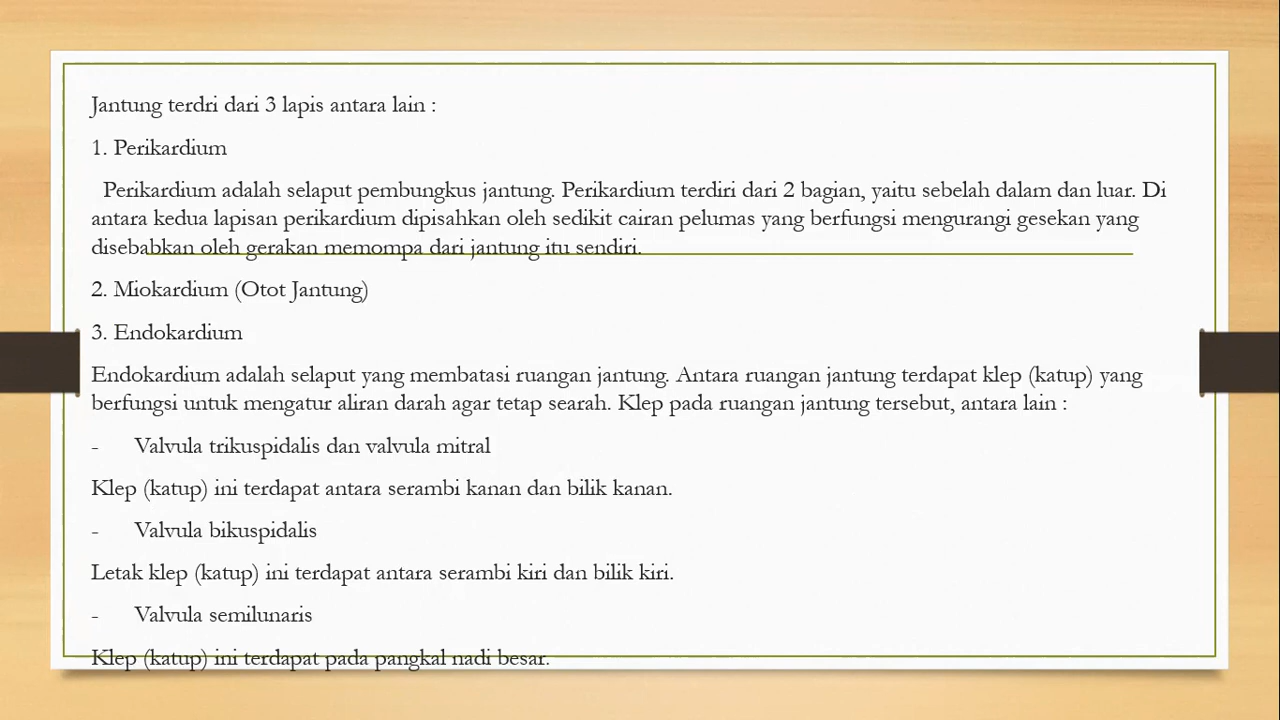 Jantung terdri dari 3 lapis antara lain :
1. Perikardium
Perikardium adalah selaput pembungkus jantung. Perikardium terdiri dari 2 bagian, yaitu sebelah dalam dan luar. Di
antara kedua lapisan perikardium dipisahkan oleh sedikit cairan pelumas yang berfungsi mengurangi gesekan yang
disebabkan oleh gerakan memompa dari jantung itu sendiri.
2. Miokardium (Otot Jantung)
3. Endokardium
Endokardium adalah selaput yang membatasi ruangan jantung. Antara ruangan jantung terdapat klep (katup) yang
berfungsi untuk mengatur aliran darah agar tetap searah. Klep pada ruangan jantung tersebut, antara lain :
- Valvula trikuspidalis dan valvula mitral
Klep (katup) ini terdapat antara serambi kanan dan bilik kanan.
- Valvula bikuspidalis
Letak klep (katup) ini terdapat antara serambi kiri dan bilik kiri.
- Valvula semilunaris
Klep (katup) ini terdapat pada pangkal nadi besar.